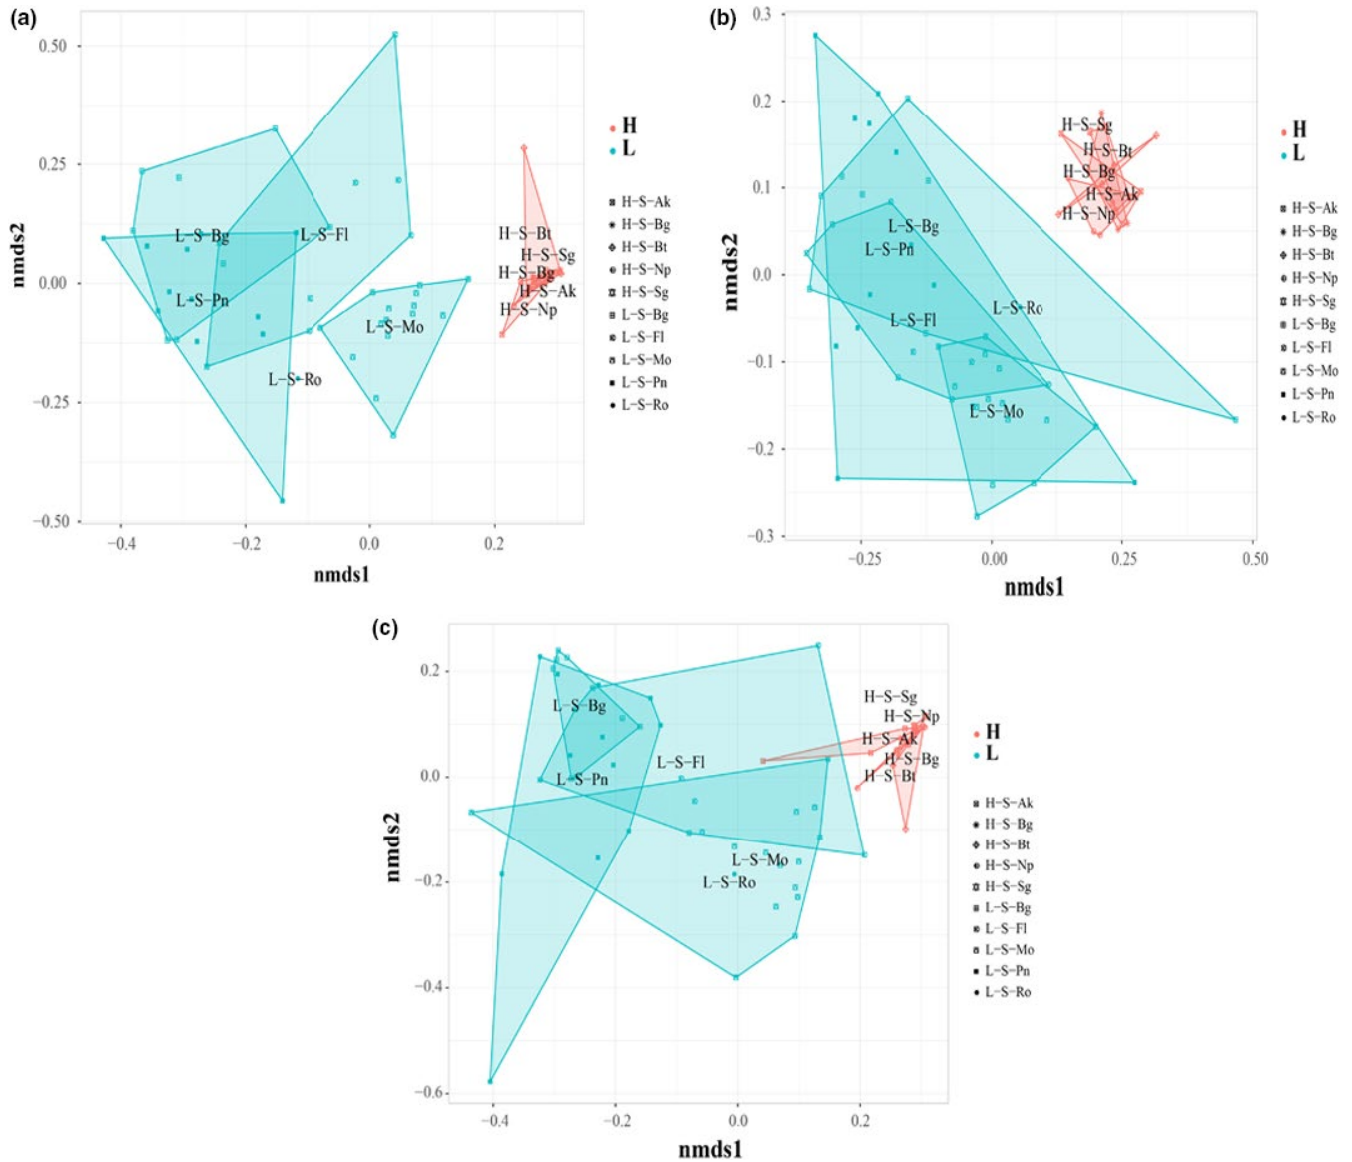 (a)
0.50
0.25
0.00
−0.25
−0.50
nmds2
−0.4
−0.2
0.0
0.2
nmds1
L−S−Bg
L−S−Fl
L−S−Pn
L−S−Mo
L−S−Ro
H−S−Bt
H−S−Sg
H−S−Bg
H−S−Ak
H−S−Np
H
L
H−S−Ak
H−S−Bg
H−S−Bt
H−S−Np
H−S−Sg
L−S−Bg
L−S−Fl
L−S−Mo
L−S−Pn
L−S−Ro
(b)
0.3
0.2
0.1
0.0
−0.1
−0.2
−0.3
nmds2
−0.25
0.00
0.25
0.50
nmds1
H−S−Sg
H−S−Bt
H−S−Bg
H−S−Ak
H−S−Np
L−S−Bg
L−S−Pn
L−S−Ro
L−S−Fl
L−S−Mo
H
L
H−S−Ak
H−S−Bg
H−S−Bt
H−S−Np
H−S−Sg
L−S−Bg
L−S−Fl
L−S−Mo
L−S−Pn
L−S−Ro
(c)
0.2
0.0
−0.2
−0.4
−0.6
nmds2
−0.4
−0.2
0.0
0.2
nmds1
H−S−Sg
L−S−Bg
H−S−Np
H−S−Ak
L−S−Fl
H−S−Bg
L−S−Pn
H−S−Bt
L−S−Mo
L−S−Ro
H
L
H−S−Ak
H−S−Bg
H−S−Bt
H−S−Np
H−S−Sg
L−S−Bg
L−S−Fl
L−S−Mo
L−S−Pn
L−S−Ro